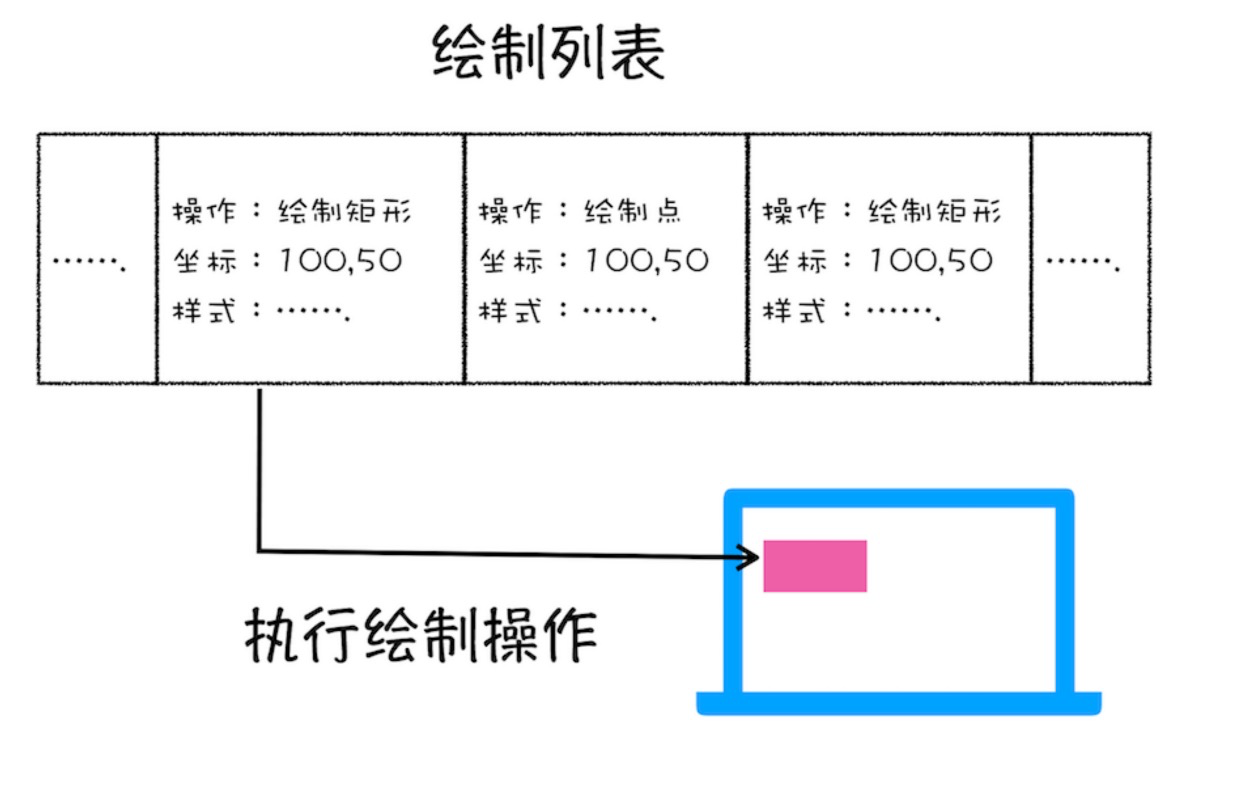 绘制列表
…….
操作：绘制矩形
坐标：100,50
样式：…….
操作：绘制点
坐标：100,50
样式：…….
操作：绘制矩形
坐标：100,50
样式：…….
…….
执行绘制操作